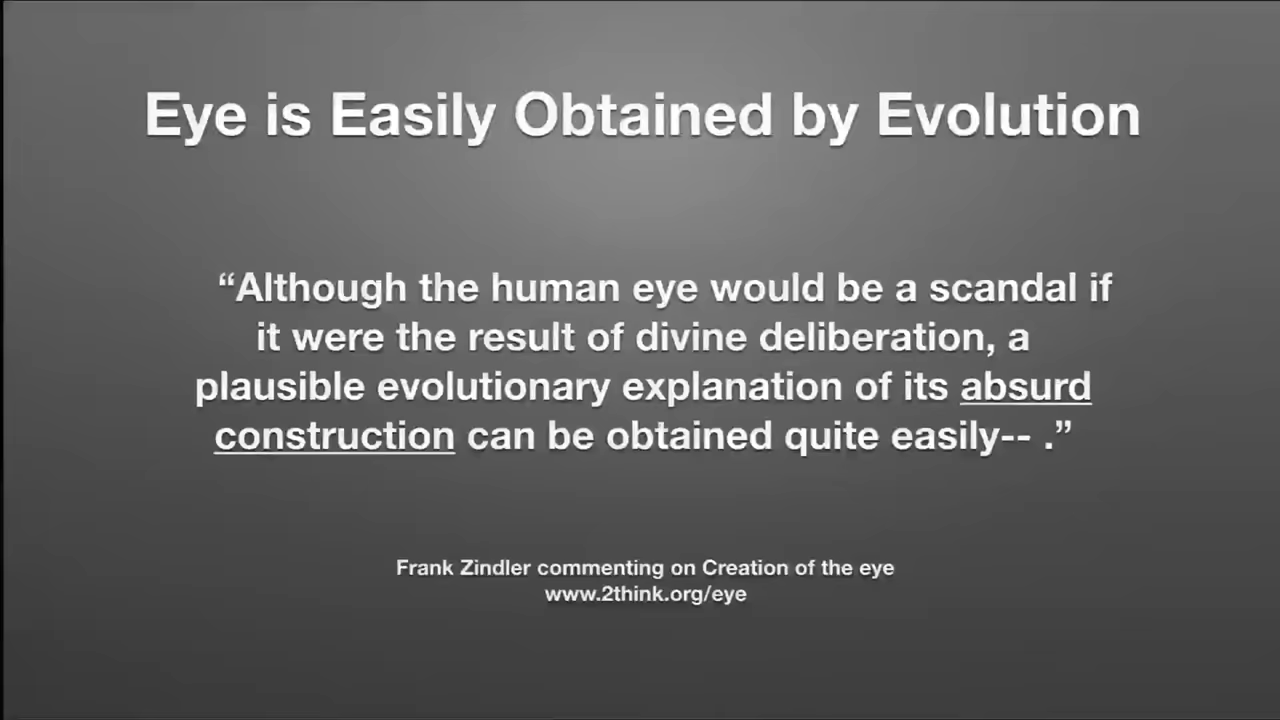 Eye is Easily Obtained by Evolution
“Although the human eye would be a scandal if
it were the result of divine deliberation, a
plausible evolutionary explanation of its absurd
construction can be obtained quite easily-- .”
Frank Zindler commenting on Creation of the eye
www.2think.org/eye